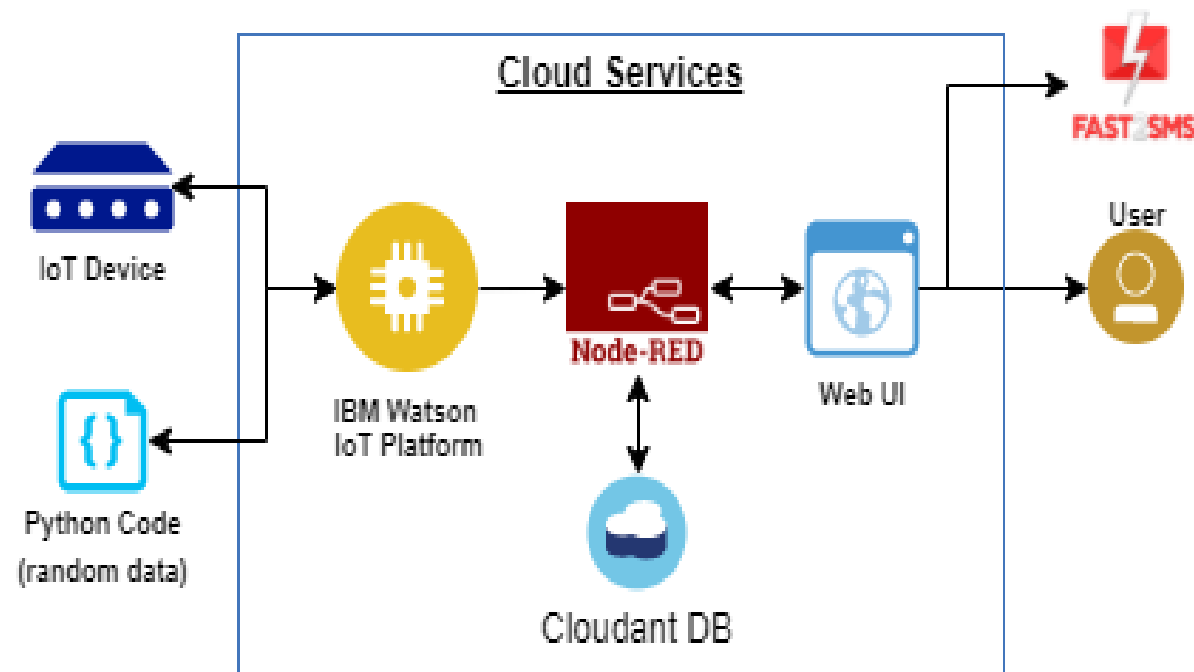 Cloud Services
FAST2SMS
User
IoT Device
Node-RED
Web UI
IBM Watson
IoT Platform
{}
Python Code
(random data)
Cloudant DB